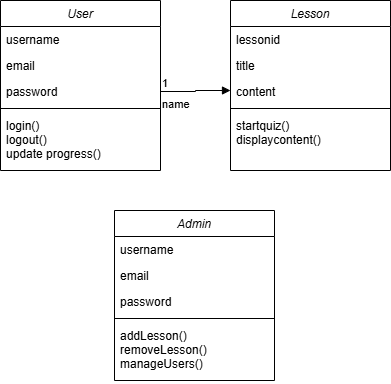 User
username
email
password
login()
logout()
update progress()
1
name
Lesson
lessonid
title
content
startquiz()
displaycontent()
Admin
username
email
password
addLesson()
removeLesson()
manageUsers()